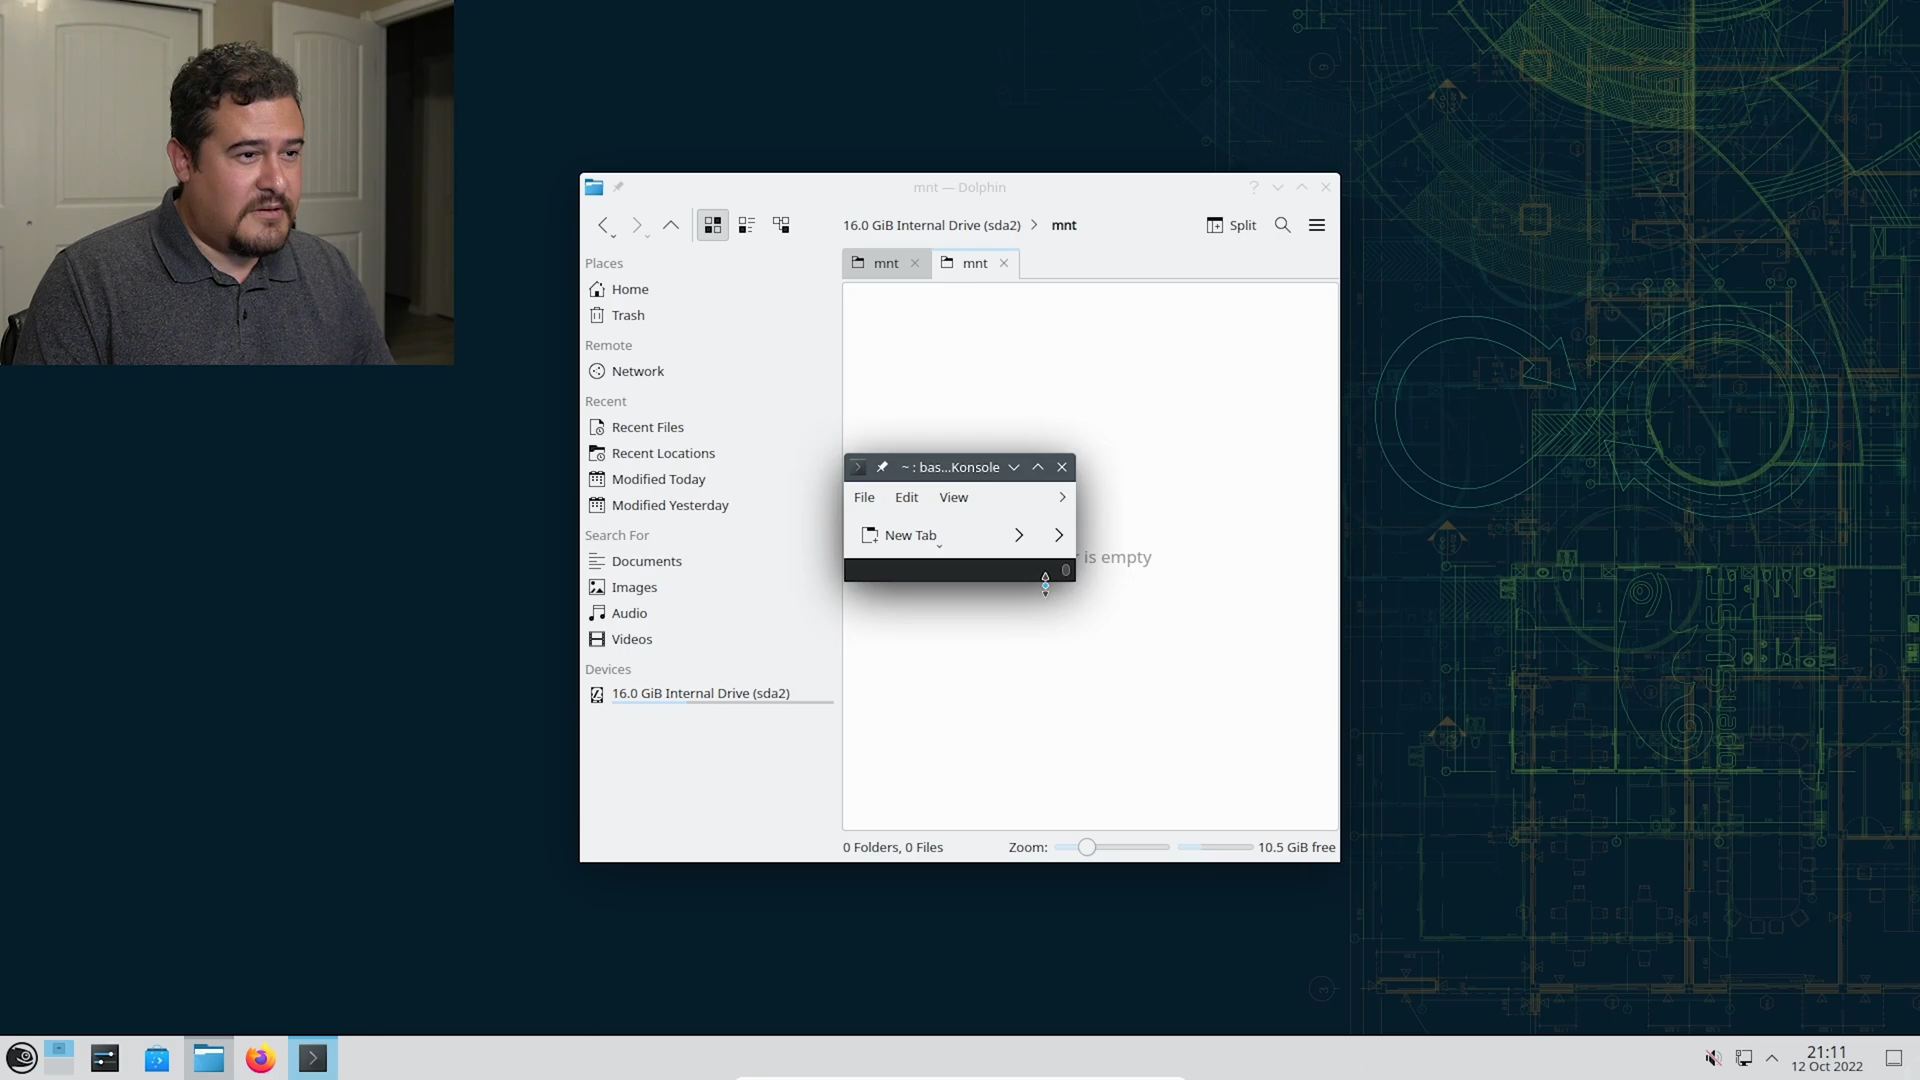 mnt — Dolphin
16.0 GiB Internal Drive (sda2) > mnt
Split
mnt
mnt
Places
Home
Trash
Remote
Network
Recent
Recent Files
Recent Locations
Modified Today
Modified Yesterday
Search For
Documents
Images
Audio
Videos
Devices
16.0 GiB Internal Drive (sda2)
~ : bas...Konsole
File Edit View
New Tab
is empty
0 Folders, 0 Files
Zoom:
10.5 GiB free
openSUSE
21:11
12 Oct 2022